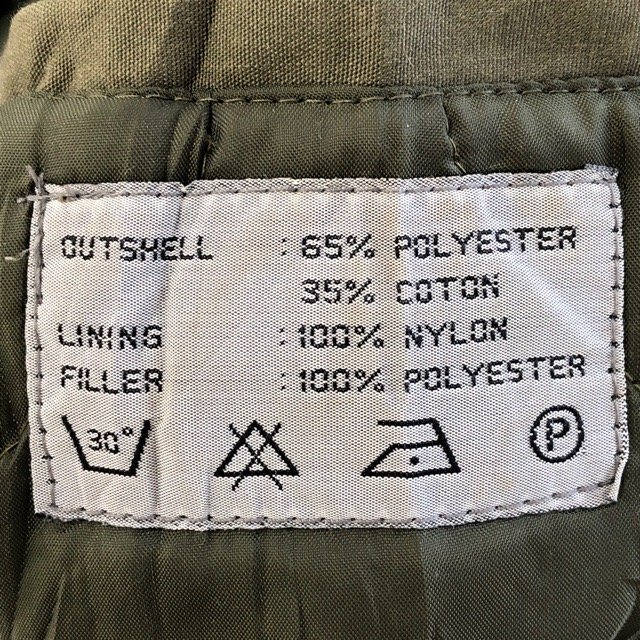 OUTSHELL : 65% POLYESTER
35% COTON
LINING : 100% NYLON
FILLER : 100% POLYESTER
30° P